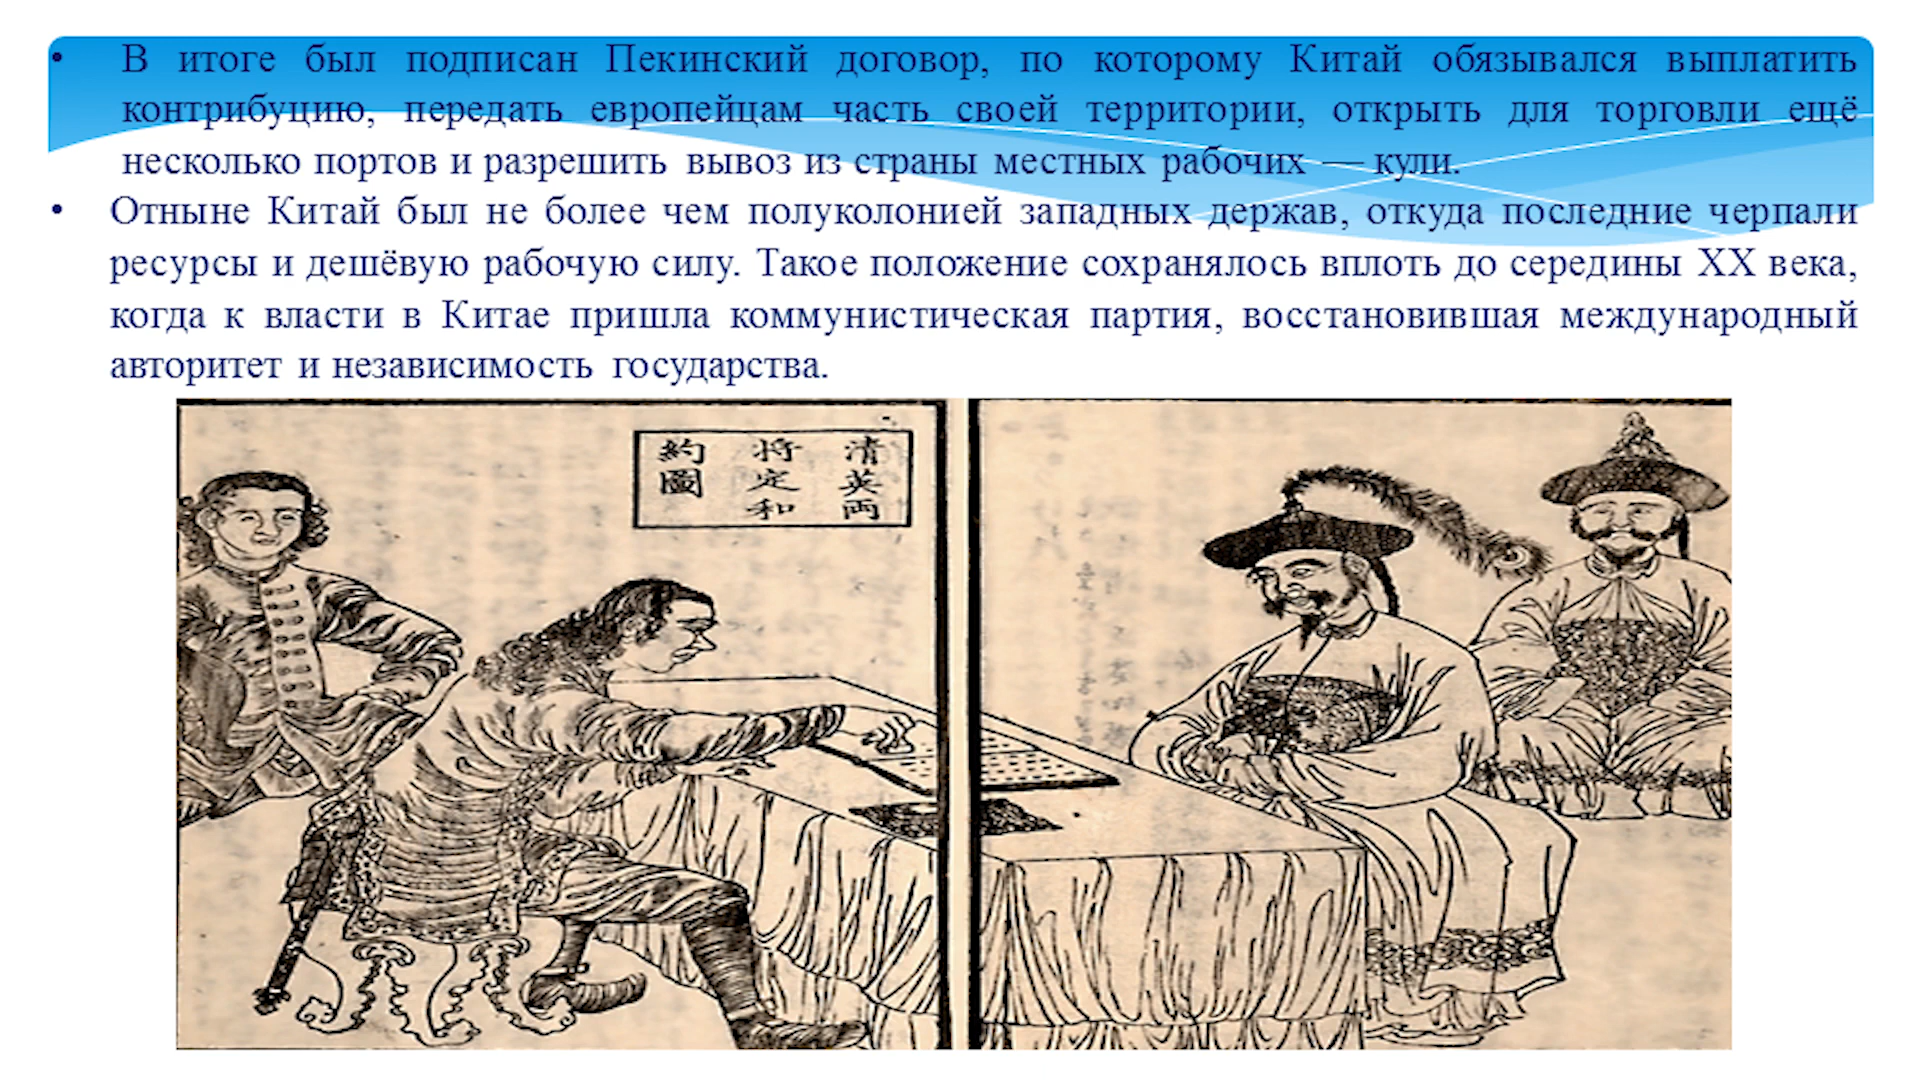 • В итоге был подписан Пекинский договор, по которому Китай обязывался выплатить
контрибуцию, передать европейцам часть своей территории, открыть для торговли ещё
несколько портов и разрешить вывоз из страны местных рабочих — кули.
• Отныне Китай был не более чем полуколонией западных держав, откуда последние черпали
ресурсы и дешёвую рабочую силу. Такое положение сохранялось вплоть до середины XX века,
когда к власти в Китае пришла коммунистическая партия, восстановившая международный
авторитет и независимость государства.
清英両
将定和
約圖